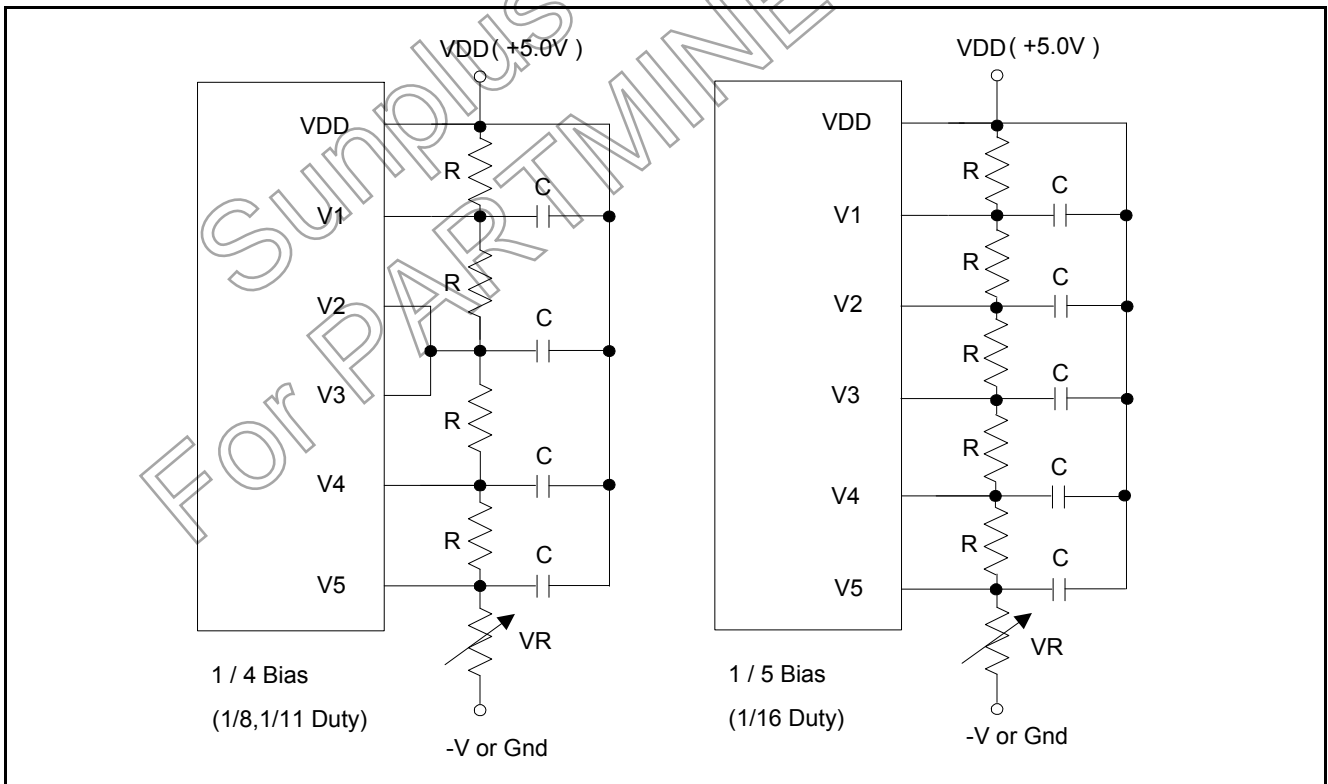 VDD( +5.0V )
VDD
R
C
V1
R
V2
C
V3
R
V4
C
R
C
V5
VR
1 / 4 Bias
(1/8,1/11 Duty)
-V or Gnd
VDD( +5.0V )
VDD
R
C
V1
R
C
V2
R
C
V3
R
C
V4
R
C
V5
VR
1 / 5 Bias
(1/16 Duty)
-V or Gnd
Sunplus
For PARTMINE